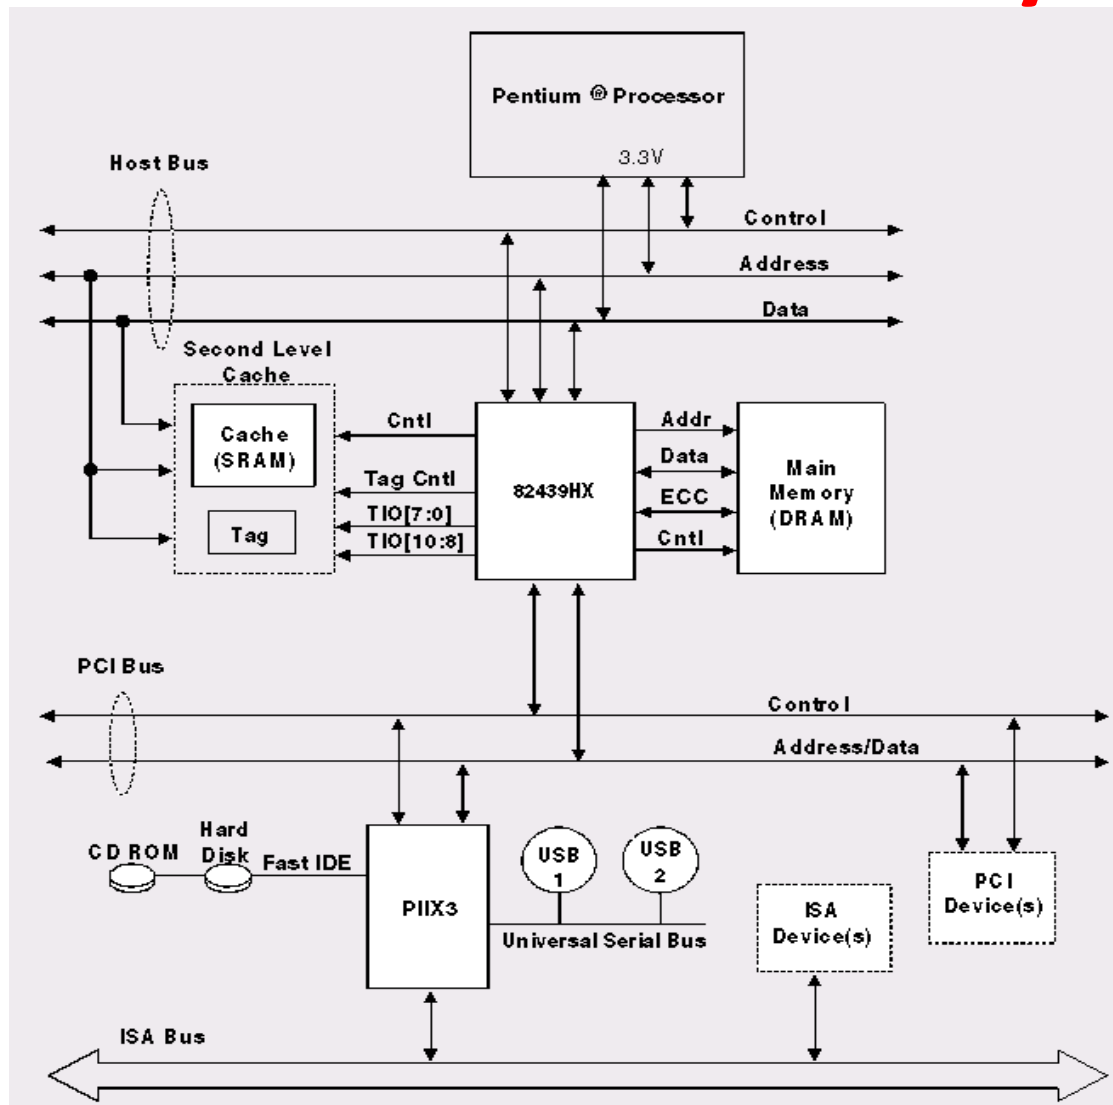 Pentium ® Processor
3.3V
Host Bus
Control
Address
Data
Second Level
Cache
Cache
(SRAM)
Tag
Cntl
Tag Cntl
TIO[7:0]
TIO[10:8]
82439HX
Addr
Data
ECC
Cntl
Main
Memory
(DRAM)
PCI Bus
Control
Address/Data
CD ROM
Hard
Disk
Fast IDE
PIIX3
USB
1
USB
2
Universal Serial Bus
ISA
Device(s)
PCI
Device(s)
ISA Bus